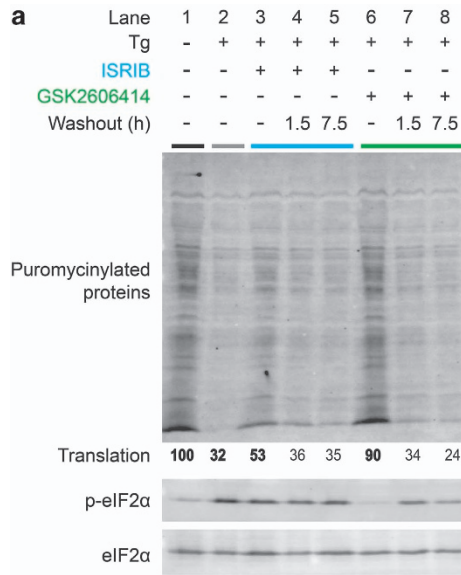 a
Lane 1 2 3 4 5 6 7 8
Tg - + + + + + + +
ISRIB - - + + + - - -
GSK2606414 - - - - - + + +
Washout (h) - - - 1.5 7.5 - 1.5 7.5
Puromycinylated
proteins
Translation 100 32 53 36 35 90 34 24
p-eIF2α
eIF2α